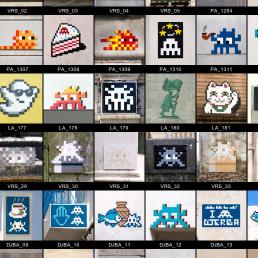 VRS_02 VRS_03 VRS_04 VRS_05 PA_1284
PA_1307 PA_1308 PA_1309 PA_1310 PA_1311
LA_177 LA_178 LA_179 LA_180 LA_181
VRS_29 VRS_30 VRS_31 VRS_32 VRS_33
I
DJERBA
DJBA_09 DJBA_10 DJBA_11 DJBA_12 DJBA_13